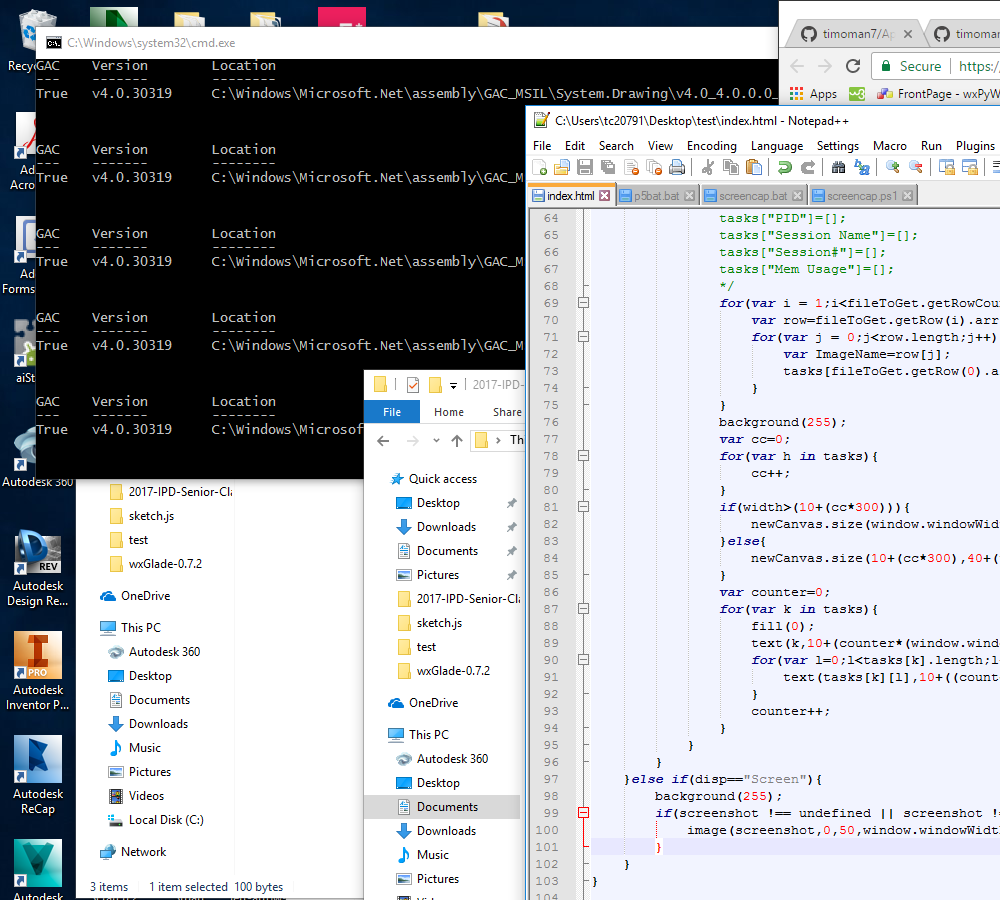 Recy
Ad
Acro
Ad
Forms
aiSt
Autodesk 360
REV
Autodesk
Design Re...
PRO
Autodesk
Inventor P...
Autodesk
ReCap
Autodesk
C:\Windows\system32\cmd.exe
GAC Version Location
--- ------- --------
True v4.0.30319 C:\Windows\Microsoft.Net\assembly\GAC_MSIL\System.Drawing\v4.0_4.0.0.0_
GAC Version Location
--- ------- --------
True v4.0.30319 C:\Windows\Microsoft.Net\assembly\GAC_M
GAC Version Location
--- ------- --------
True v4.0.30319 C:\Windows\Microsoft.Net\assembly\GAC_M
GAC Version Location
--- ------- --------
True v4.0.30319 C:\Windows\Microsoft.Net\assembly\GAC_M
GAC Version Location
--- ------- --------
True v4.0.30319 C:\Windows\Microsof
2017-IPD-Senior-Cla
sketch.js
test
wxGlade-0.7.2
OneDrive
This PC
Autodesk 360
Desktop
Documents
Downloads
Music
Pictures
Videos
Local Disk (C:)
Network
3 items 1 item selected 100 bytes
2017-IPD-
File Home Share
Th
Quick access
Desktop
Downloads
Documents
Pictures
2017-IPD-Senior-Cla
sketch.js
test
wxGlade-0.7.2
OneDrive
This PC
Autodesk 360
Desktop
Documents
Downloads
Music
Pictures
timoman7/Ap timoman
Secure https:/
Apps w3 FrontPage - wxPyW
C:\Users\tc20791\Desktop\test\index.html - Notepad++
File Edit Search View Encoding Language Settings Macro Run Plugins
index.html p5bat.bat screencap.bat screencap.ps1
64 tasks["PID"]=[];
65 tasks["Session Name"]=[];
66 tasks["Session#"]=[];
67 tasks["Mem Usage"]=[];
68 */
69 for(var i = 1;i<fileToGet.getRowCou
70 var row=fileToGet.getRow(i).arr
71 for(var j = 0;j<row.length;j++)
72 var ImageName=row[j];
73 tasks[fileToGet.getRow(0).a
74 }
75 }
76 background(255);
77 var cc=0;
78 for(var h in tasks){
79 cc++;
80 }
81 if(width>(10+(cc*300))){
82 newCanvas.size(window.windowWid
83 }else{
84 newCanvas.size(10+(cc*300),40+(
85 }
86 var counter=0;
87 for(var k in tasks){
88 fill(0);
89 text(k,10+(counter*(window.wind
90 for(var l=0;l<tasks[k].length;l
91 text(tasks[k][l],10+((count
92 }
93 counter++;
94 }
95 }
96 }
97 }else if(disp=="Screen"){
98 background(255);
99 if(screenshot !== undefined || screenshot !=
100 image(screenshot,0,50,window.windowWidt
101 }
102 }
103 }
104